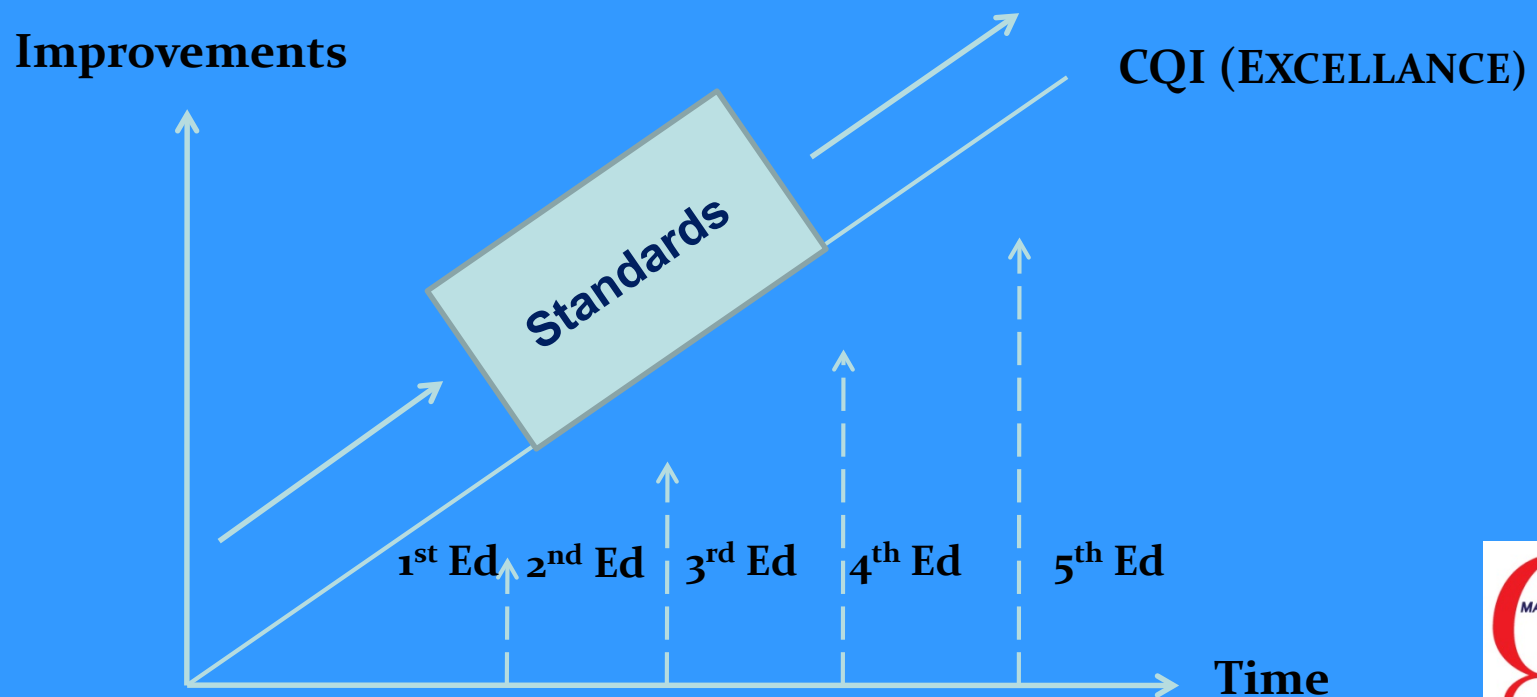 Improvements
CQI (EXCELLANCE)
Standards
1st Ed 2nd Ed 3rd Ed 4th Ed 5th Ed
Time